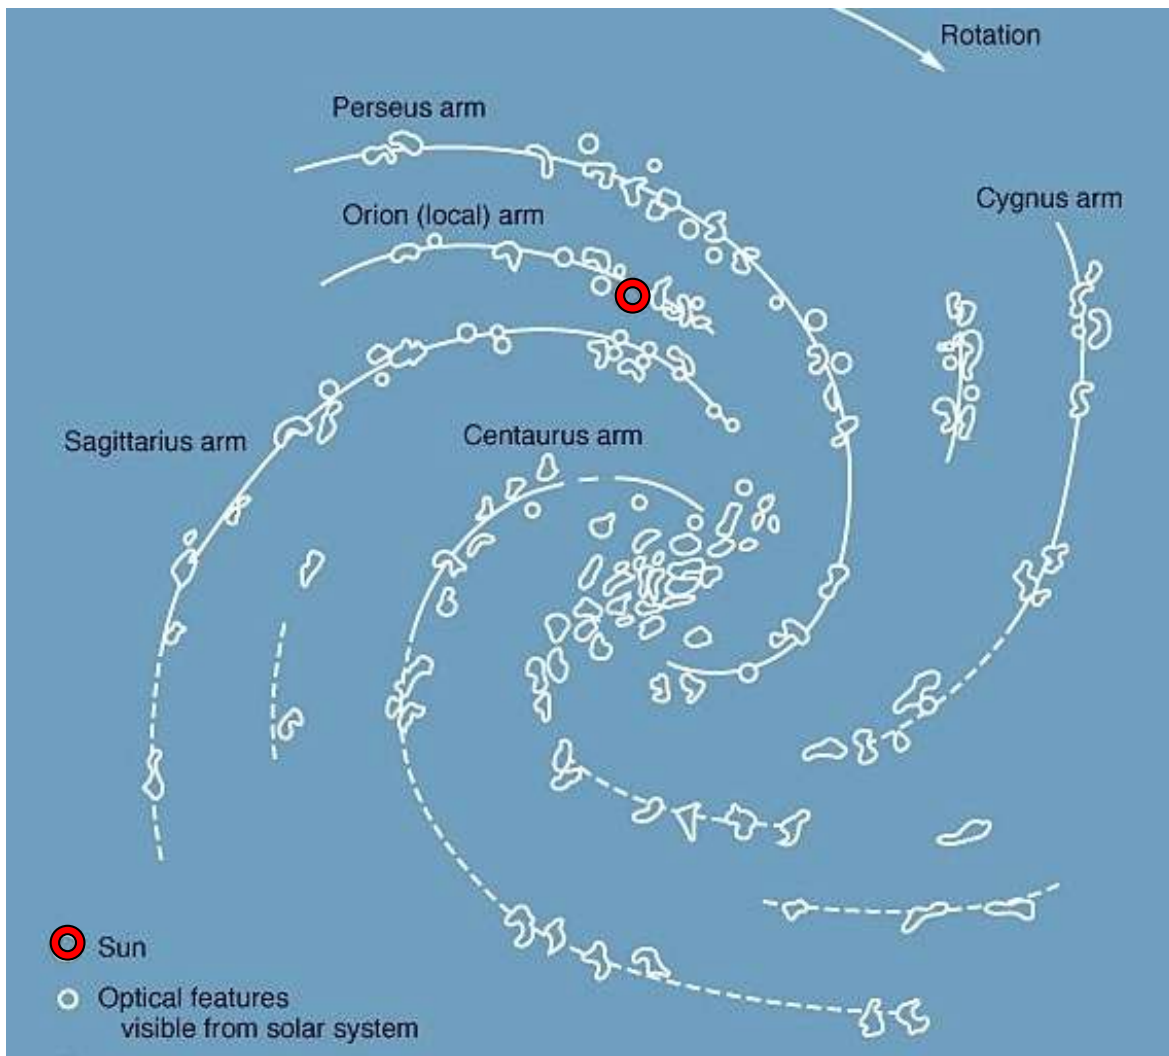 Rotation
Perseus arm
Cygnus arm
Orion (local) arm
Sagittarius arm
Centaurus arm
Sun
Optical features
visible from solar system